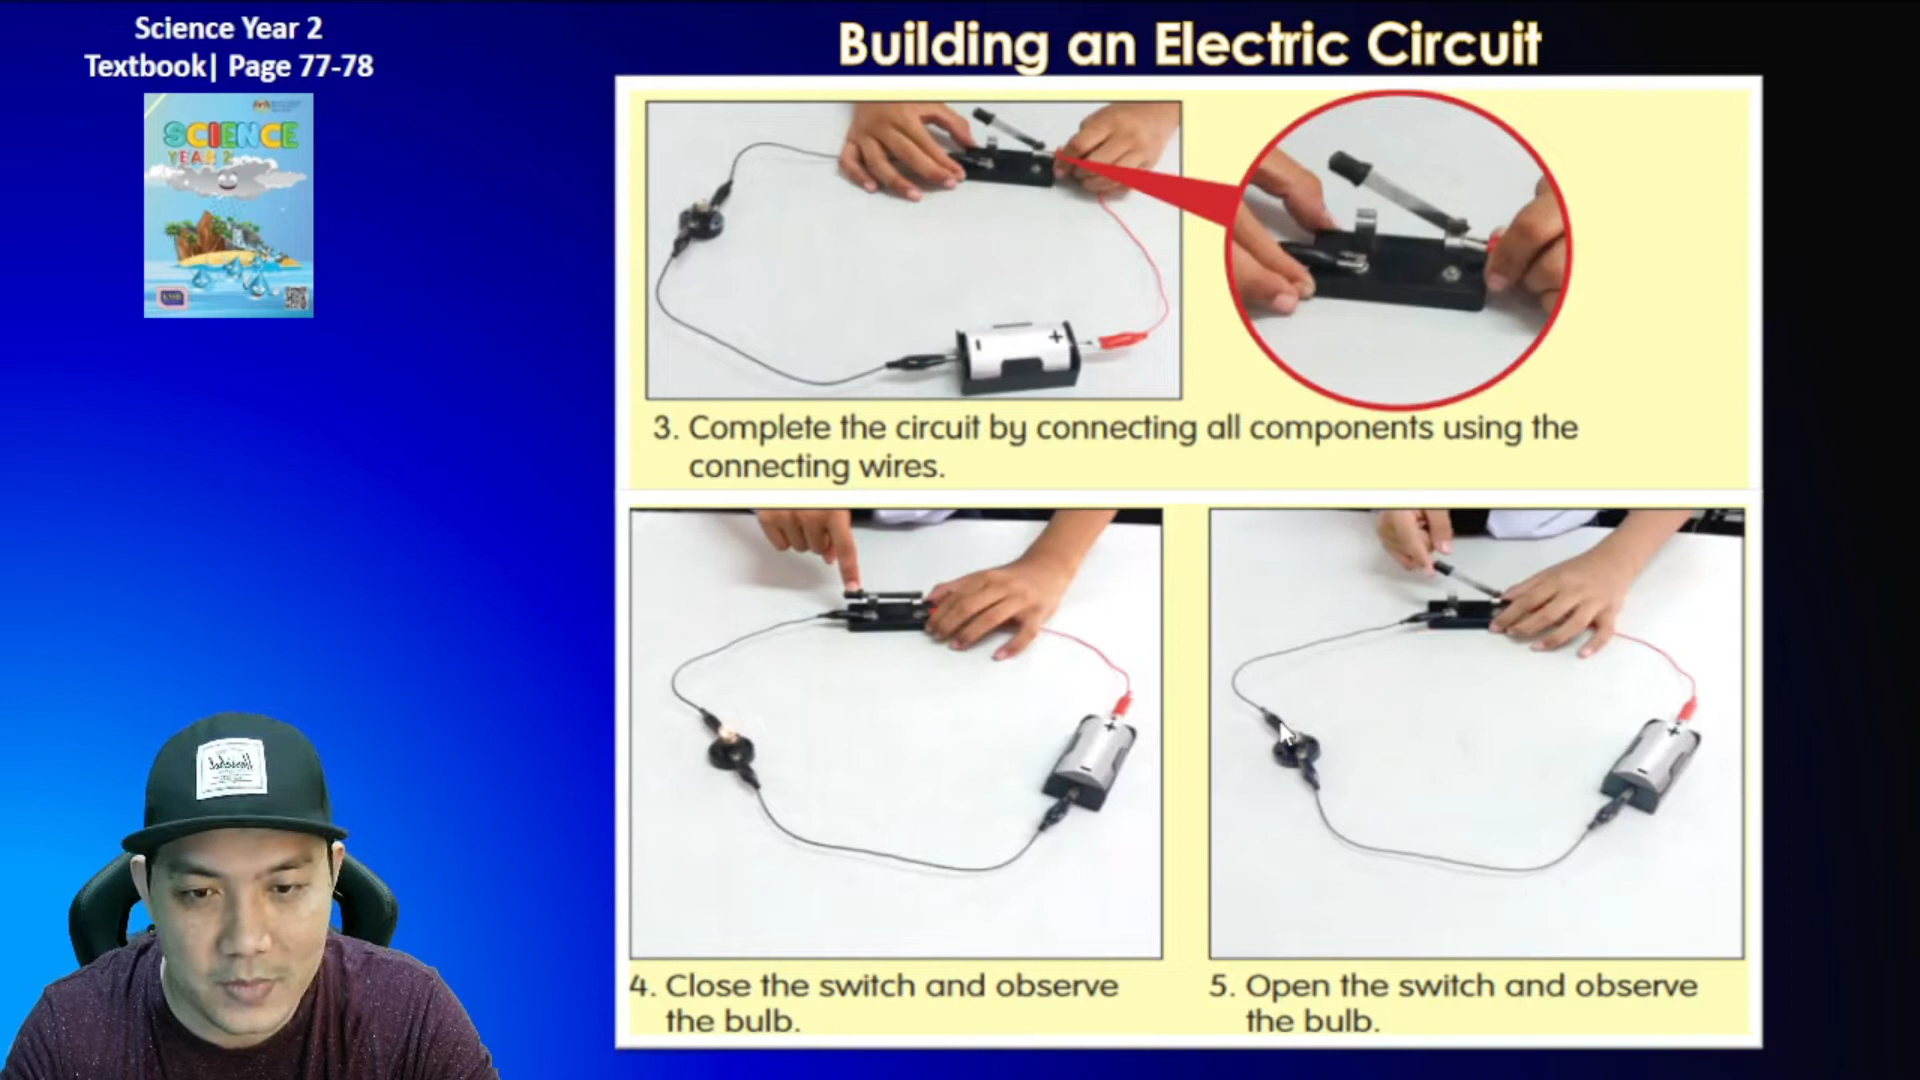 Science Year 2
Textbook| Page 77-78
SCIENCE
YEAR 2
Building an Electric Circuit
- +
3. Complete the circuit by connecting all components using the
connecting wires.
+
-
+
-
4. Close the switch and observe
the bulb.
5. Open the switch and observe
the bulb.